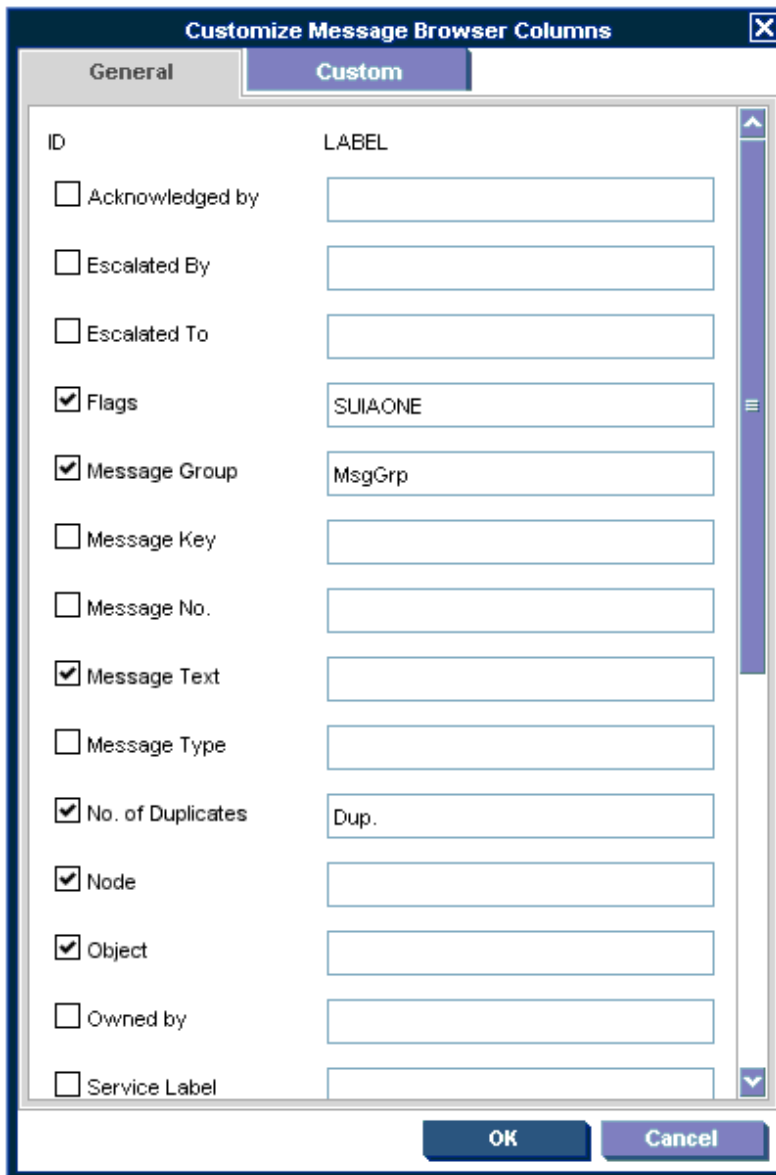 Customize Message Browser Columns
General Custom
ID LABEL
Acknowledged by
Escalated By
Escalated To
Flags SUIAONE
Message Group MsgGrp
Message Key
Message No.
Message Text
Message Type
No. of Duplicates Dup.
Node
Object
Owned by
Service Label
OK Cancel